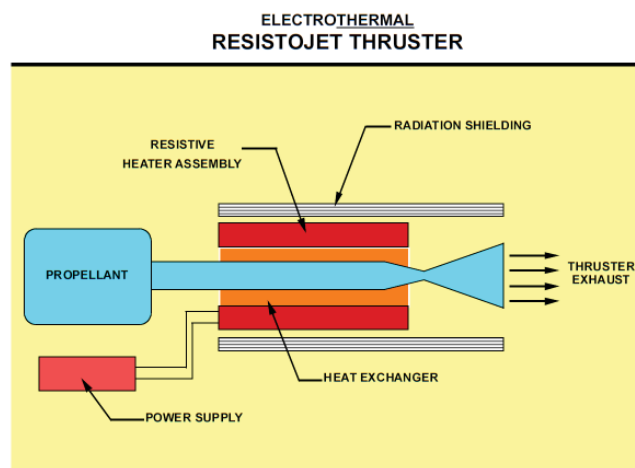 ELECTROTHERMAL
RESISTOJET THRUSTER
RADIATION SHIELDING
RESISTIVE
HEATER ASSEMBLY
PROPELLANT
THRUSTER
EXHAUST
HEAT EXCHANGER
POWER SUPPLY